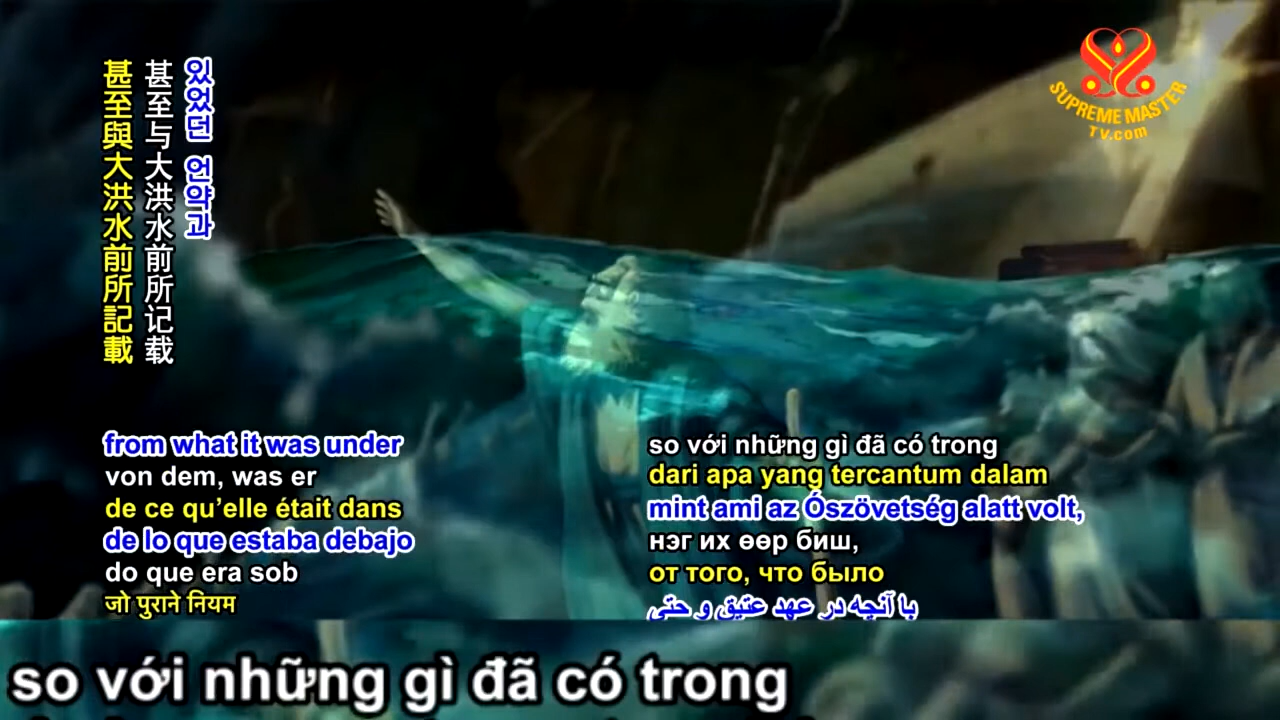 있었던 언약과
甚至与大洪水前所记载
甚至與大洪水前所記載
SUPREME MASTER
TV.com
from what it was under
von dem, was er
de ce qu’elle était dans
de lo que estaba debajo
do que era sob
जो पुराने नियम
so với những gì đã có trong
dari apa yang tercantum dalam
mint ami az Ószövetség alatt volt,
нэг их өөр биш,
от того, что было
با آنچه در عهد عتیق و حتی
so với những gì đã có trong